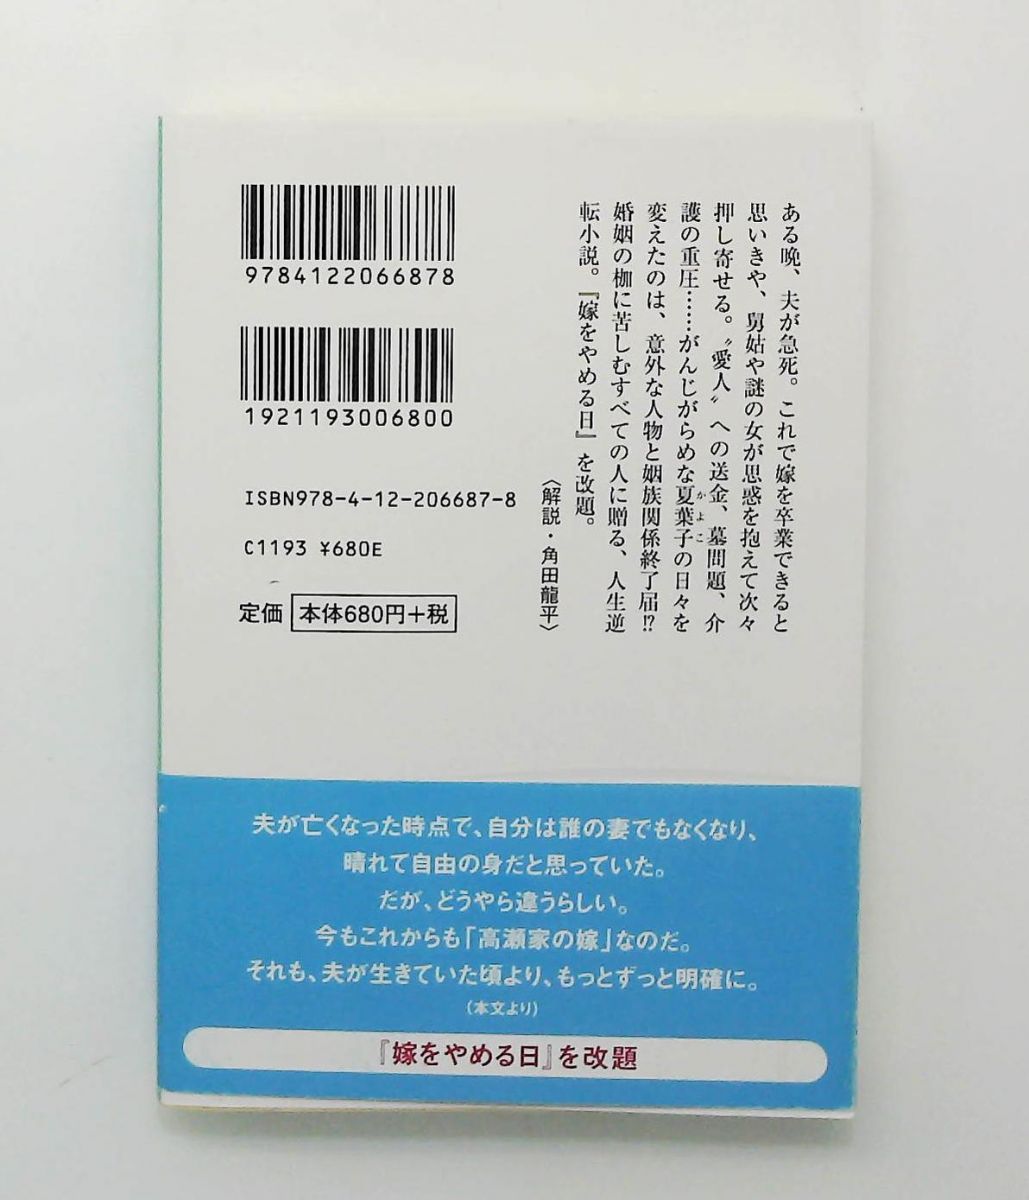 ある晩、夫が急死。これで嫁を卒業できると
思いきや、舅姑や謎の女が思惑を抱えて次々
押し寄せる。〝愛人〟への送金、墓問題、介
護の重圧……がんじがらめな夏葉子の日々を
かよこ
変えたのは、意外な人物と姻族関係終了届!?
婚姻の枷に苦しむすべての人に贈る、人生逆
転小説。『嫁をやめる日』を改題。
〈解説・角田龍平〉
9784122066878
1921193006800
ISBN978-4-12-206687-8
C1193 ¥680E
定価 本体680円+税
夫が亡くなった時点で、自分は誰の妻でもなくなり、
晴れて自由の身だと思っていた。
だが、どうやら違うらしい。
今もこれからも「高瀬家の嫁」なのだ。
それも、夫が生きていた頃より、もっとずっと明確に。
(本文より)
『嫁をやめる日』を改題